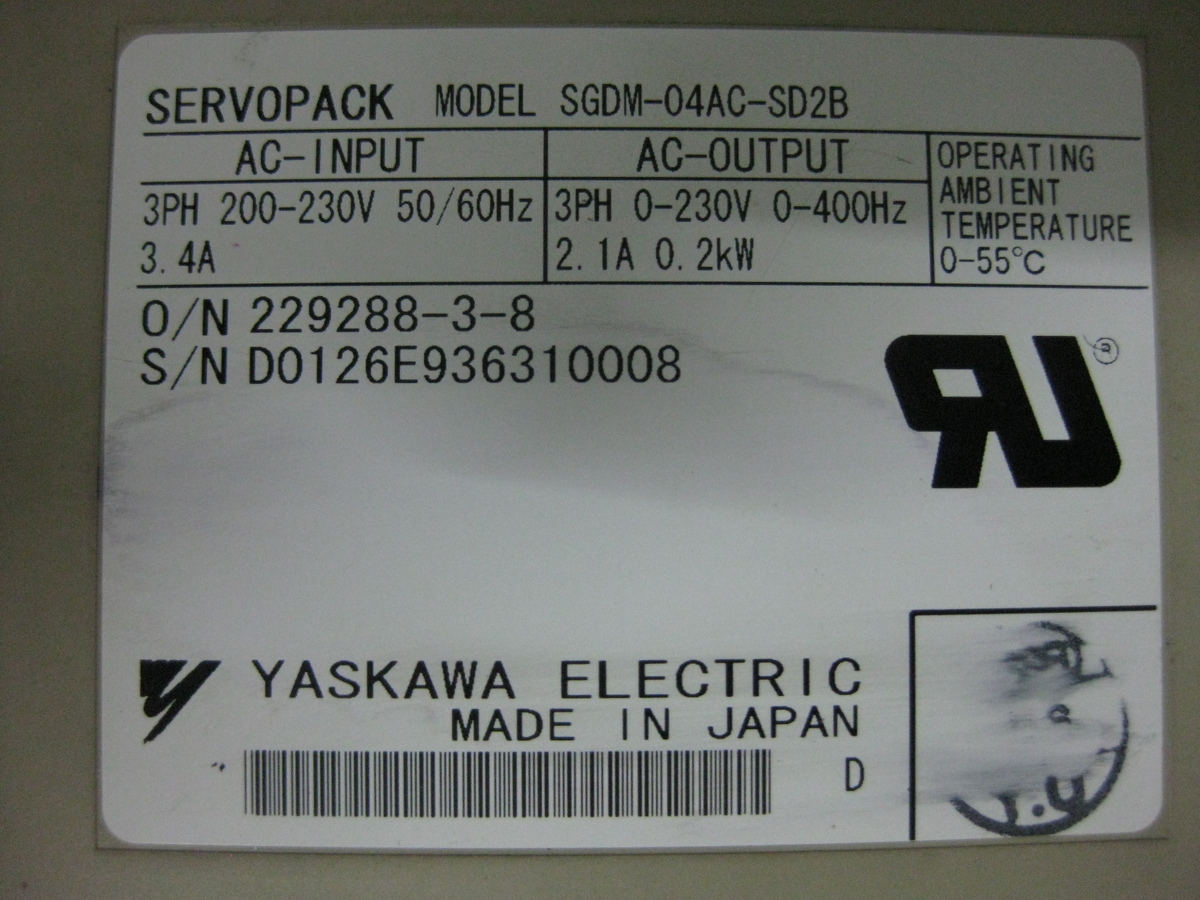 SERVOPACK MODEL SGDM-04AC-SD2B
AC-INPUT
3PH 200-230V 50/60Hz
3.4A
AC-OUTPUT
3PH 0-230V 0-400Hz
2.1A 0.2kW
OPERATING
AMBIENT
TEMPERATURE
0-55°C
O/N 229288-3-8
S/N D0126E936310008
RU ®
YASKAWA ELECTRIC
MADE IN JAPAN
D